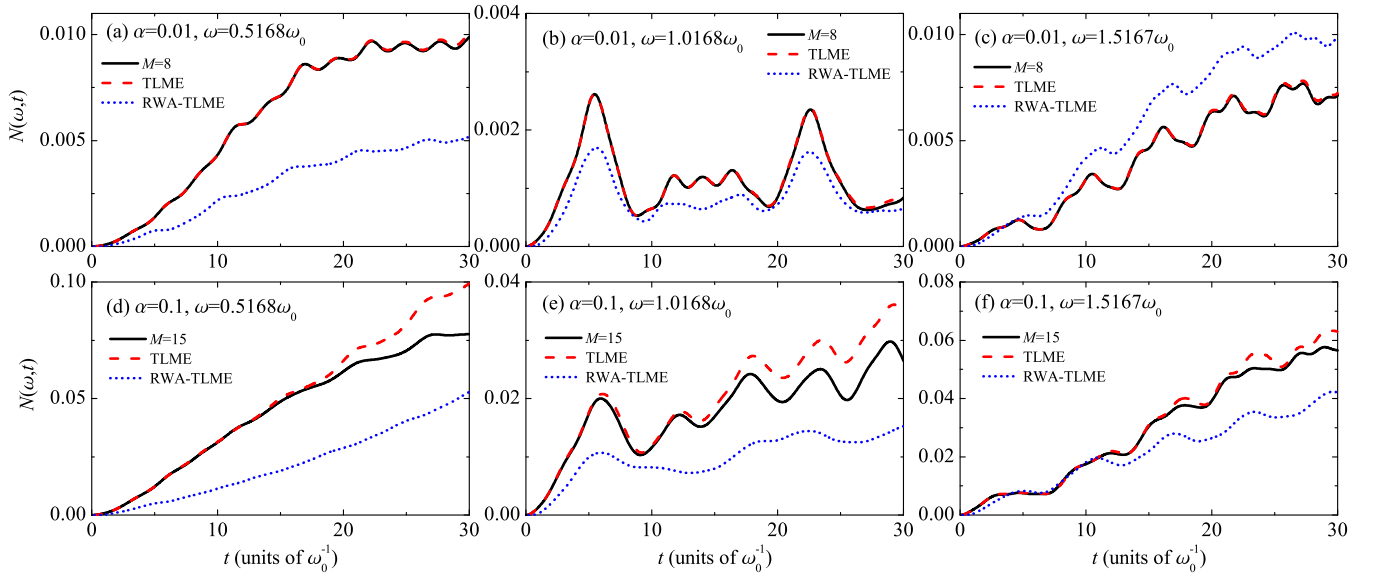 (a) α=0.01, ω=0.5168ω₀
M=8
TLME
RWA-TLME
N(ω,t)
0.010
0.005
0.000
0 10 20 30
(b) α=0.01, ω=1.0168ω₀
M=8
TLME
RWA-TLME
0.004
0.002
0.000
0 10 20 30
(c) α=0.01, ω=1.5167ω₀
M=8
TLME
RWA-TLME
0.010
0.005
0.000
0 10 20 30
(d) α=0.1, ω=0.5168ω₀
M=15
TLME
RWA-TLME
N(ω,t)
0.10
0.05
0.00
0 10 20 30
t (units of ω₀⁻¹)
(e) α=0.1, ω=1.0168ω₀
M=15
TLME
RWA-TLME
0.04
0.02
0.00
0 10 20 30
t (units of ω₀⁻¹)
(f) α=0.1, ω=1.5167ω₀
M=15
TLME
RWA-TLME
0.08
0.06
0.04
0.02
0.00
0 10 20 30
t (units of ω₀⁻¹)